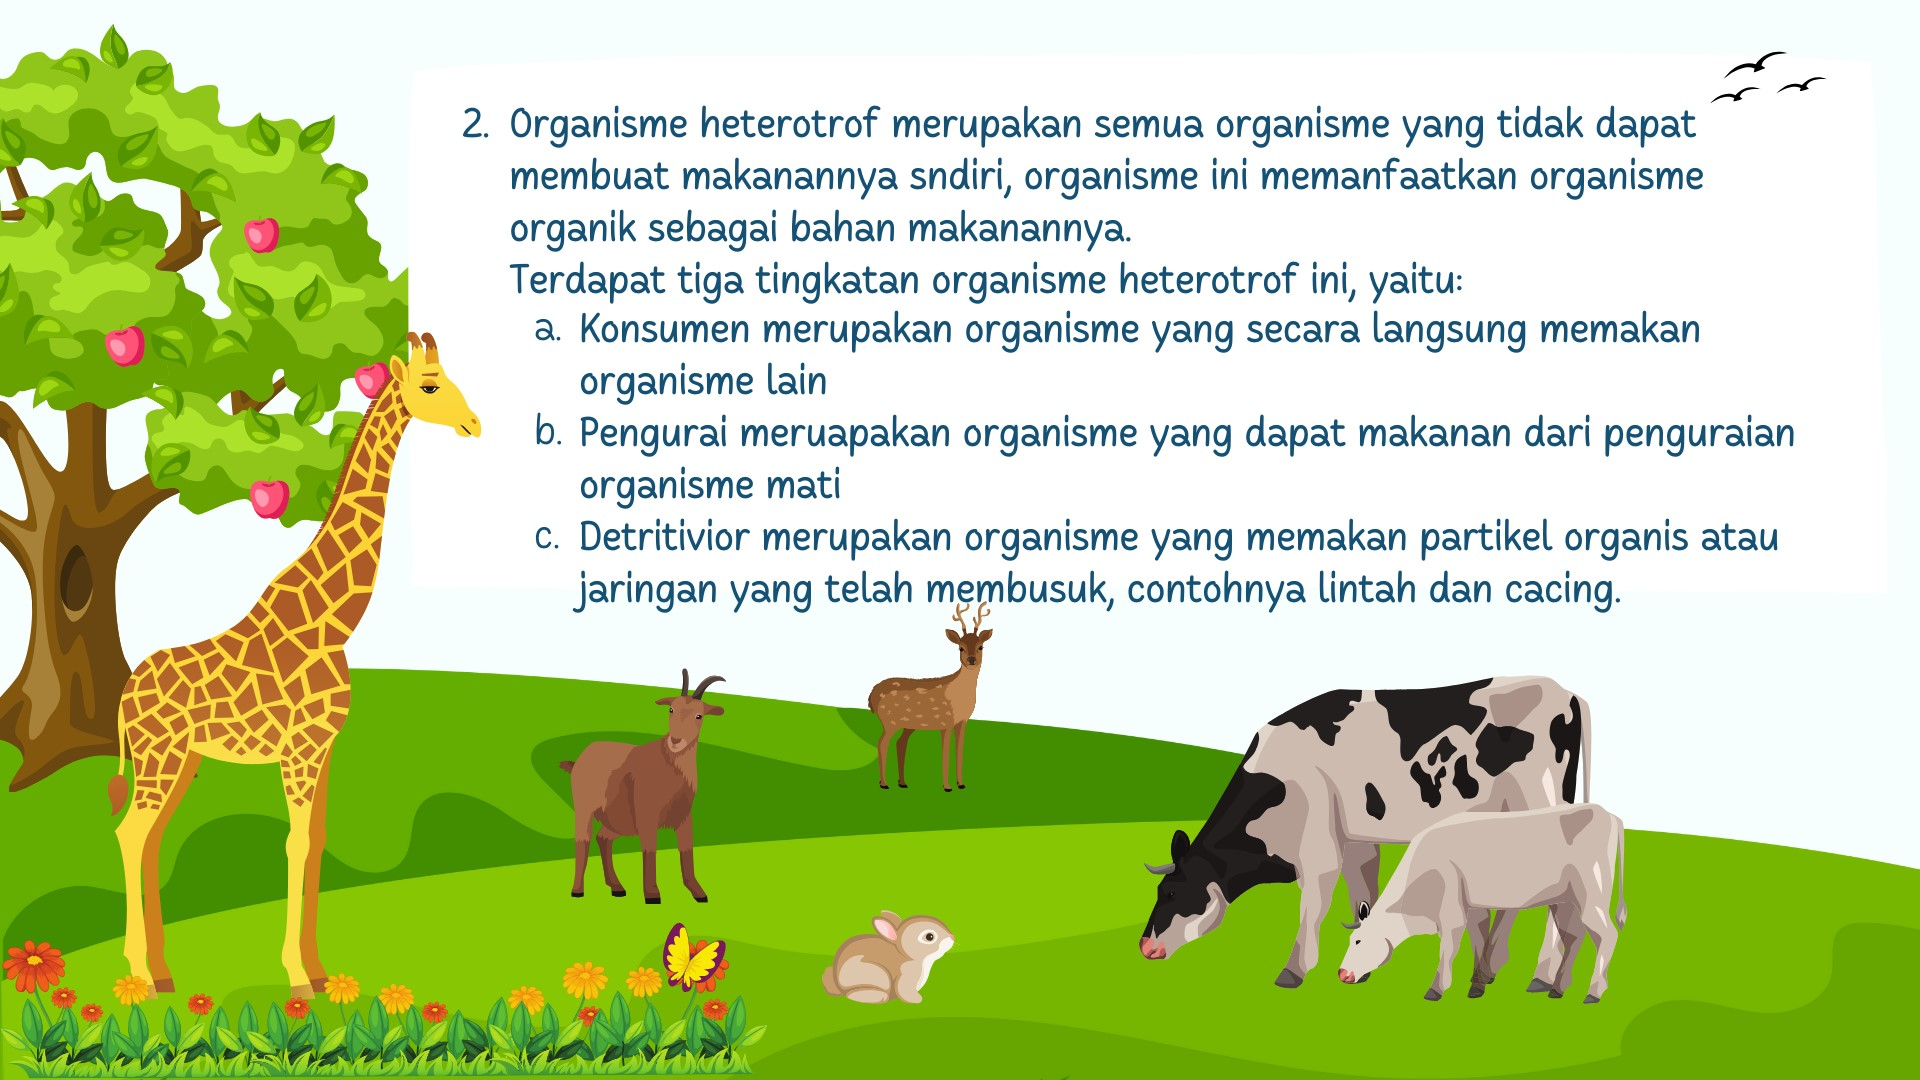 2. Organisme heterotrof merupakan semua organisme yang tidak dapat
membuat makanannya sndiri, organisme ini memanfaatkan organisme
organik sebagai bahan makanannya.
Terdapat tiga tingkatan organisme heterotrof ini, yaitu:
a. Konsumen merupakan organisme yang secara langsung memakan
organisme lain
b. Pengurai meruapakan organisme yang dapat makanan dari penguraian
organisme mati
c. Detritivior merupakan organisme yang memakan partikel organis atau
jaringan yang telah membusuk, contohnya lintah dan cacing.